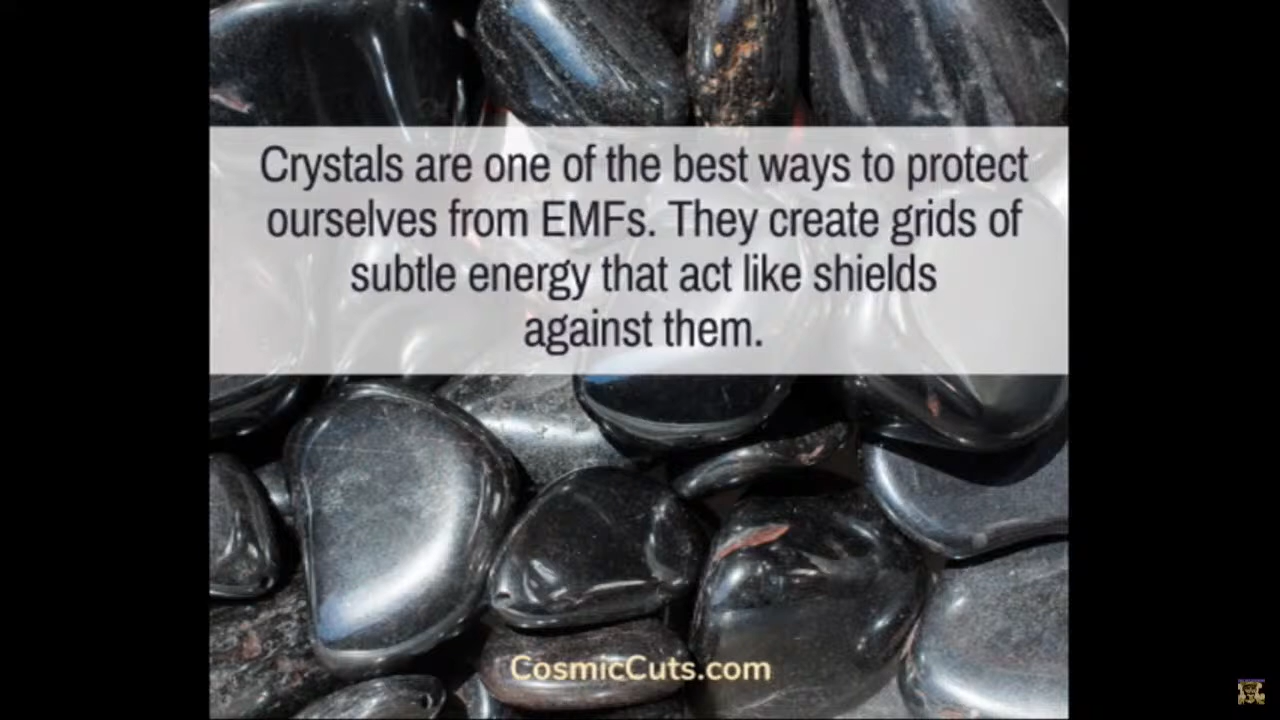 Crystals are one of the best ways to protect
ourselves from EMFs. They create grids of
subtle energy that act like shields
against them.
CosmicCuts.com